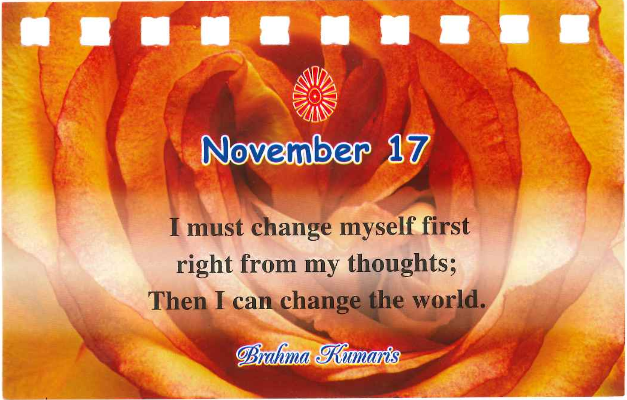 November 17
I must change myself first
right from my thoughts;
Then I can change the world.
Brahma Kumaris